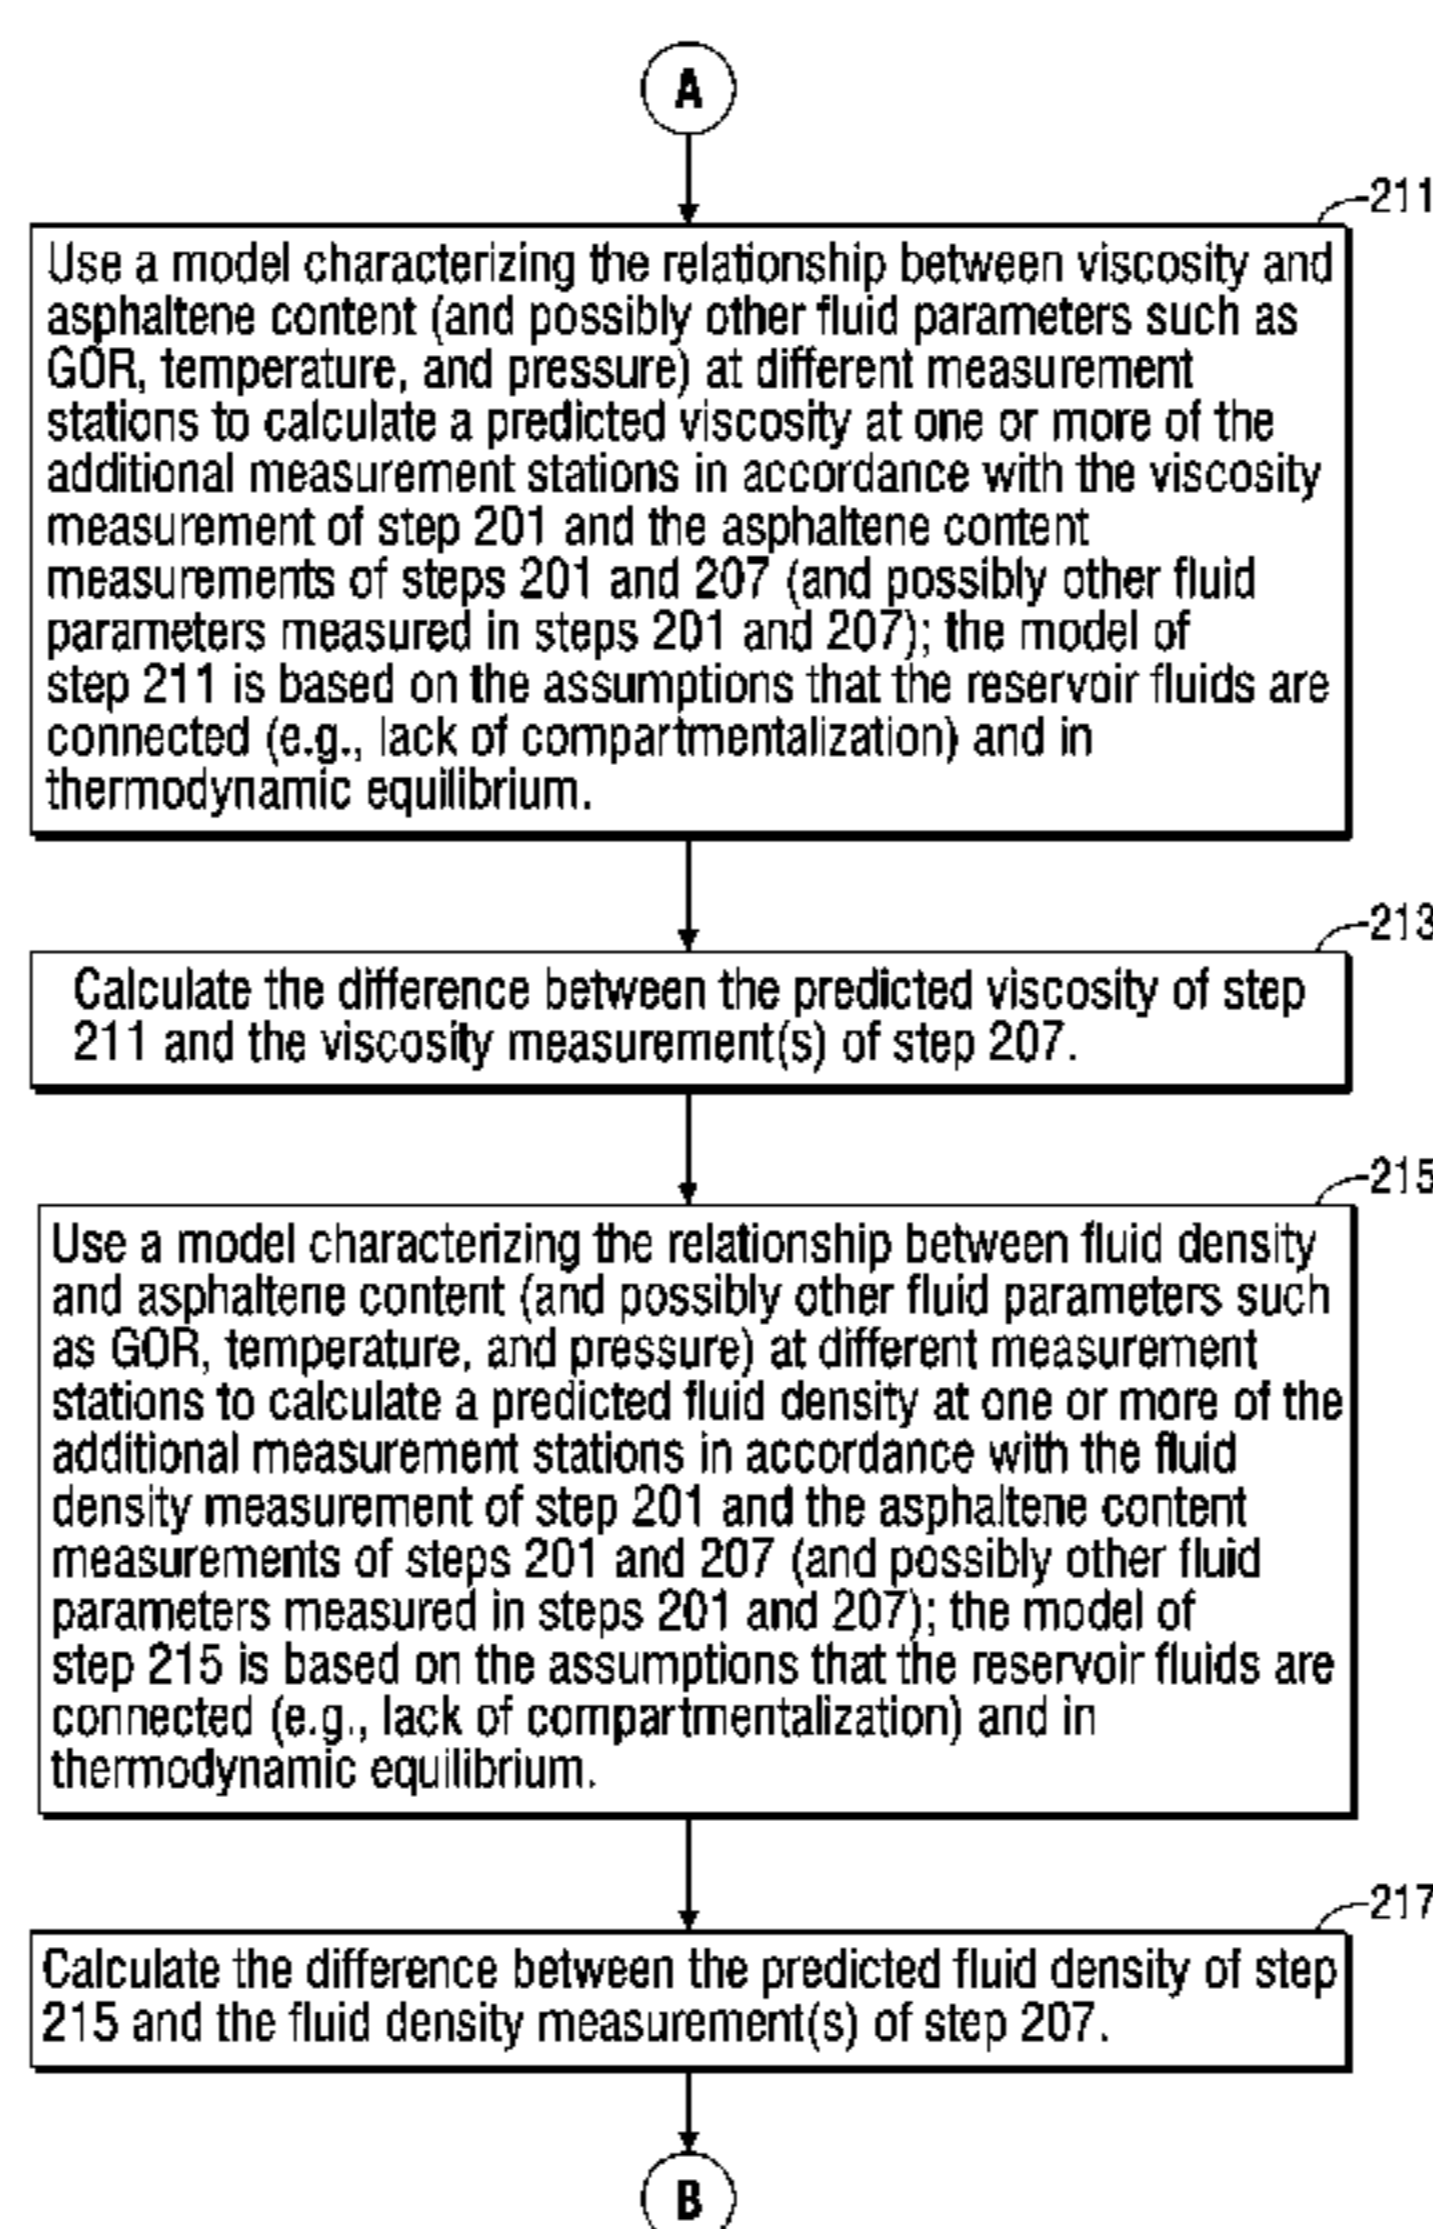 A
211
Use a model characterizing the relationship between viscosity and
asphaltene content (and possibly other fluid parameters such as
GOR, temperature, and pressure) at different measurement
stations to calculate a predicted viscosity at one or more of the
additional measurement stations in accordance with the viscosity
measurement of step 201 and the asphaltene content
measurements of steps 201 and 207 (and possibly other fluid
parameters measured in steps 201 and 207); the model of
step 211 is based on the assumptions that the reservoir fluids are
connected (e.g., lack of compartmentalization) and in
thermodynamic equilibrium.
213
Calculate the difference between the predicted viscosity of step
211 and the viscosity measurement(s) of step 207.
215
Use a model characterizing the relationship between fluid density
and asphaltene content (and possibly other fluid parameters such
as GOR, temperature, and pressure) at different measurement
stations to calculate a predicted fluid density at one or more of the
additional measurement stations in accordance with the fluid
density measurement of step 201 and the asphaltene content
measurements of steps 201 and 207 (and possibly other fluid
parameters measured in steps 201 and 207); the model of
step 215 is based on the assumptions that the reservoir fluids are
connected (e.g., lack of compartmentalization) and in
thermodynamic equilibrium.
217
Calculate the difference between the predicted fluid density of step
215 and the fluid density measurement(s) of step 207.
B